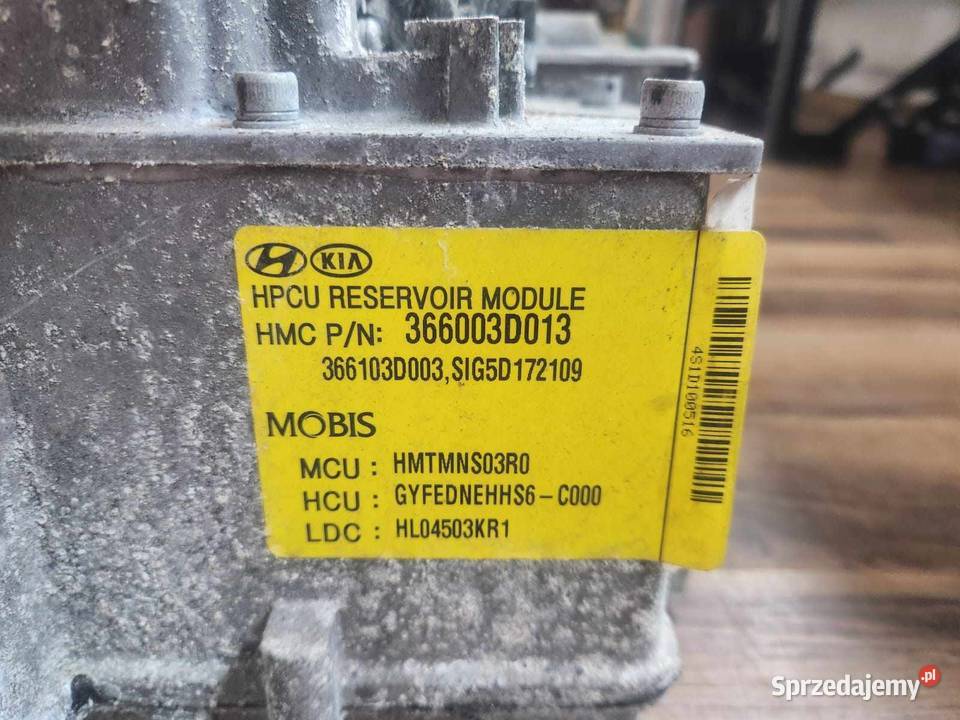 KIA
HPCU RESERVOIR MODULE
HMC P/N: 366003D013
366103D003,SIG5D172109
MOBIS
MCU : HMTMNS03R0
HCU : GYFEDNEHHS6-C000
LDC : HL04503KR1
4S1D100516
Sprzedajemy.pl